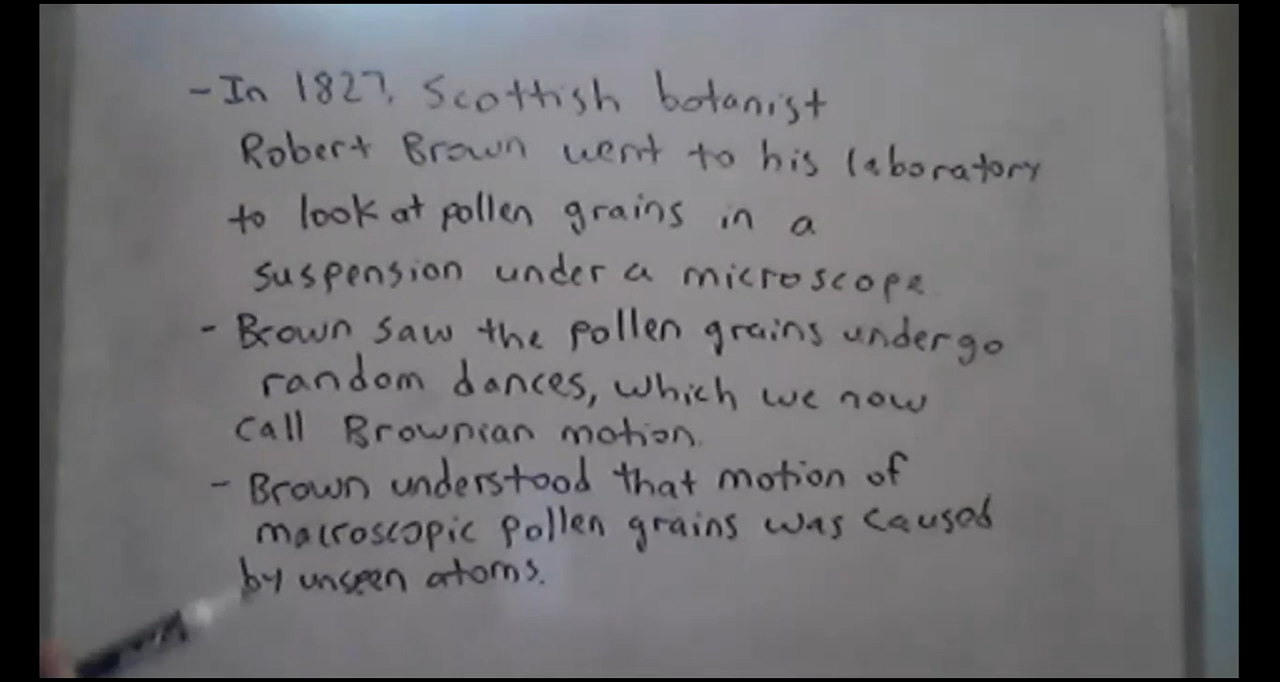 - In 1827, Scottish botanist
Robert Brown went to his laboratory
to look at pollen grains in a
suspension under a microscope.
- Brown saw the pollen grains undergo
random dances, which we now
call Brownian motion.
- Brown understood that motion of
macroscopic pollen grains was caused
by unseen atoms.